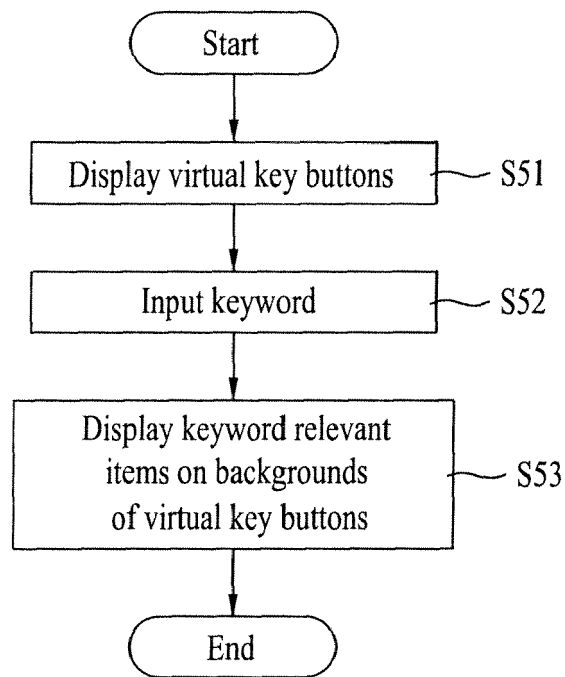 Start
Display virtual key buttons
S51
Input keyword
S52
Display keyword relevant
items on backgrounds
of virtual key buttons
S53
End